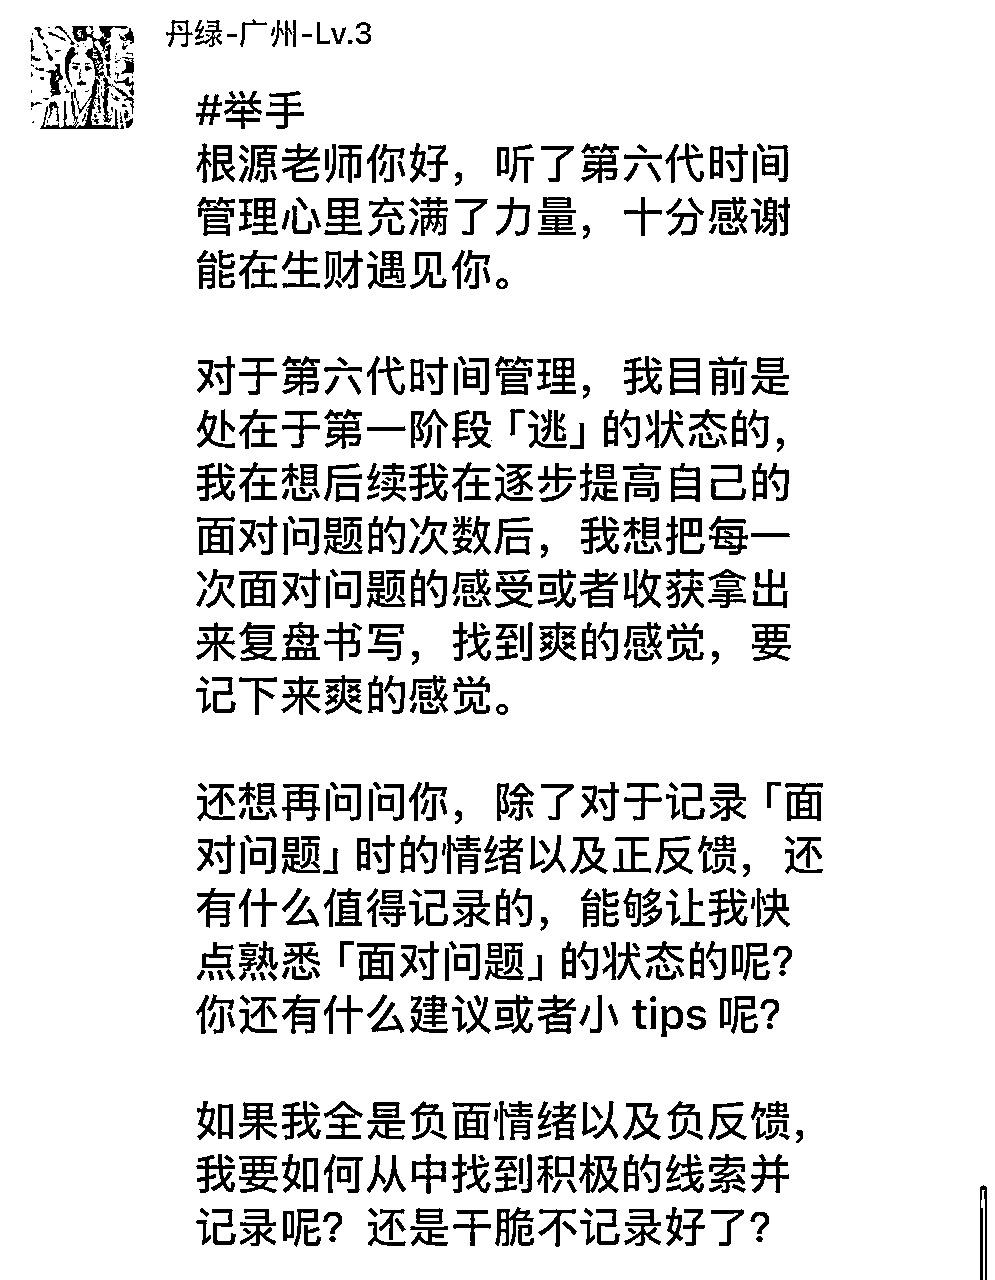 丹绿-广州-Lv.3
#举手
根源老师你好，听了第六代时间
管理心里充满了力量，十分感谢
能在生财遇见你。
对于第六代时间管理，我目前是
处在于第一阶段「逃」的状态的，
我在想后续我在逐步提高自己的
面对问题的次数后，我想把每一
次面对问题的感受或者收获拿出
来复盘书写，找到爽的感觉，要
记下来爽的感觉。
还想再问问你，除了对于记录「面
对问题」时的情绪以及正反馈，还
有什么值得记录的，能够让我快
点熟悉「面对问题」的状态的呢？
你还有什么建议或者小 tips 呢？
如果我全是负面情绪以及负反馈，
我要如何从中找到积极的线索并
记录呢？还是干脆不记录好了？